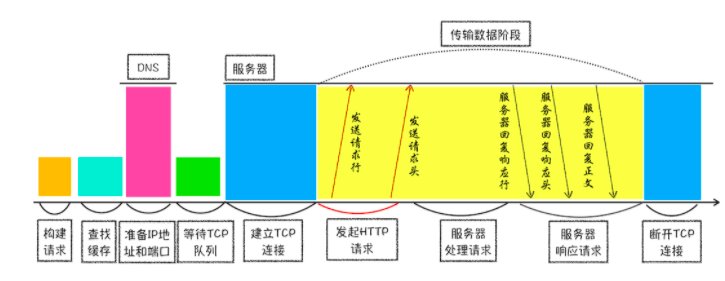 传输数据阶段
DNS
服务器
发送请求行
发送请求头
服务器回复响应行
服务器回复响应头
服务器回复正文
构建
请求
查找
缓存
准备IP地
址和端口
等待TCP
队列
建立TCP
连接
发起HTTP
请求
服务器
处理请求
服务器
响应请求
断开TCP
连接